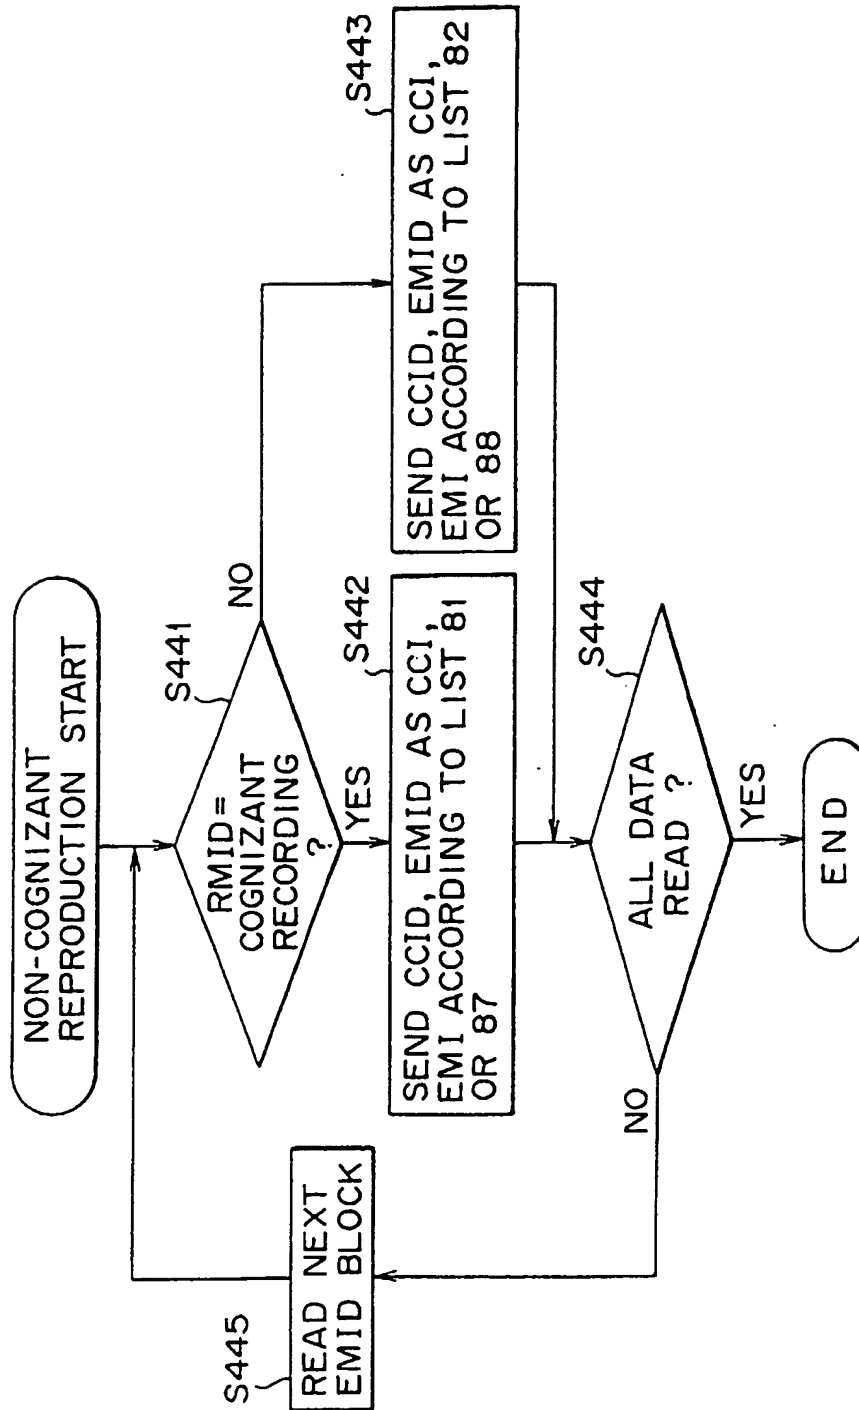 NON-COGNIZANT
REPRODUCTION START
S441
RMID=
COGNIZANT
RECORDING
?
NO
YES
S442
SEND CCID, EMID AS CCI,
EMI ACCORDING TO LIST 81
OR 87
S443
SEND CCID, EMID AS CCI,
EMI ACCORDING TO LIST 82
OR 88
S444
ALL DATA
READ ?
NO
YES
S445
READ NEXT
EMID BLOCK
END